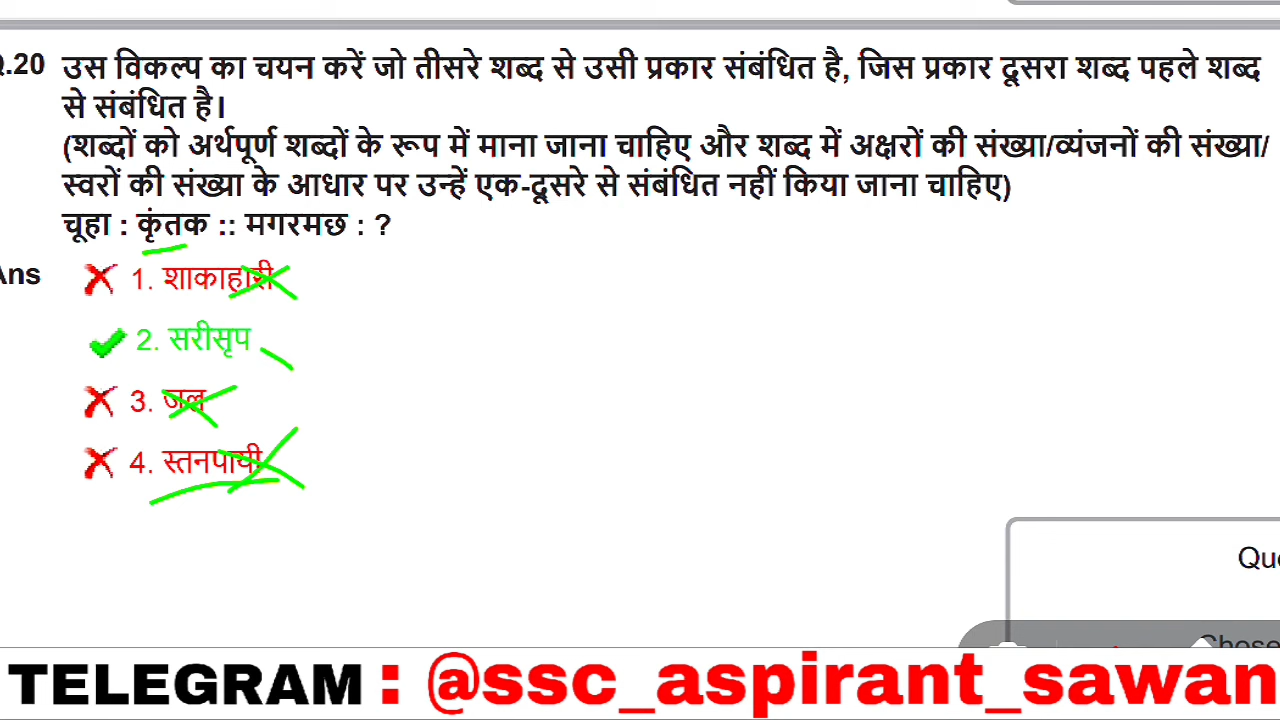 Q.20 उस विकल्प का चयन करें जो तीसरे शब्द से उसी प्रकार संबंधित है, जिस प्रकार दूसरा शब्द पहले शब्द
से संबंधित है।
(शब्दों को अर्थपूर्ण शब्दों के रूप में माना जाना चाहिए और शब्द में अक्षरों की संख्या/व्यंजनों की संख्या/
स्वरों की संख्या के आधार पर उन्हें एक-दूसरे से संबंधित नहीं किया जाना चाहिए)
चूहा : कृंतक :: मगरमछ : ?
Ans
1. शाकाहारी
2. सरीसृप
3. जल
4. स्तनपायी
TELEGRAM : @ssc_aspirant_sawan